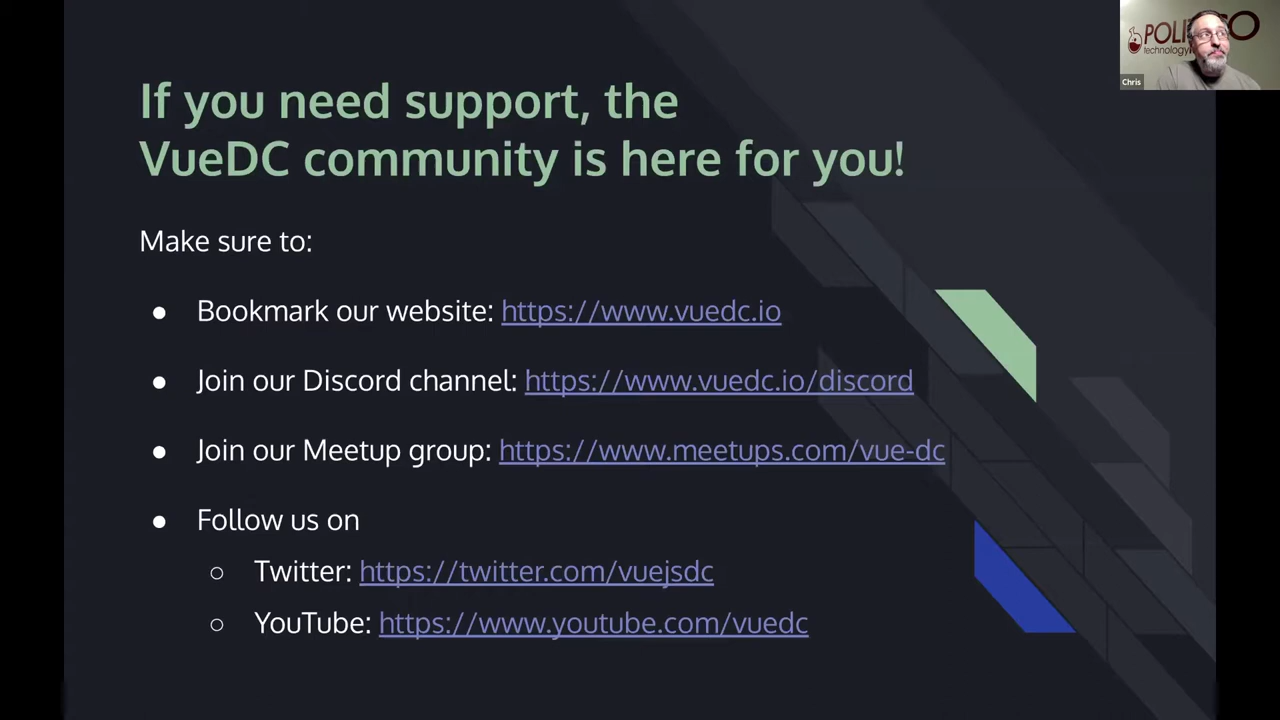 If you need support, the
VueDC community is here for you!
Make sure to:
● Bookmark our website: https://www.vuedc.io
● Join our Discord channel: https://www.vuedc.io/discord
● Join our Meetup group: https://www.meetups.com/vue-dc
● Follow us on
○ Twitter: https://twitter.com/vuejsdc
○ YouTube: https://www.youtube.com/vuedc
Chris